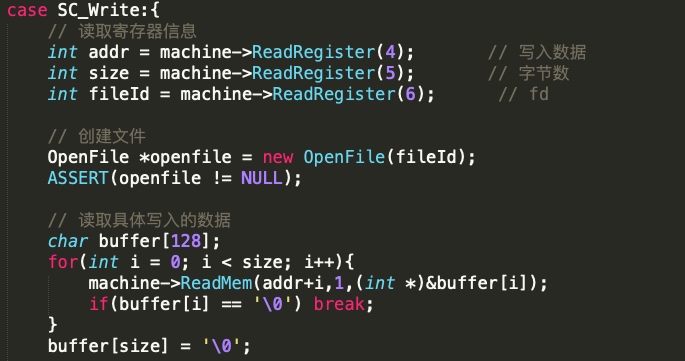 case SC_Write:{
// 读取寄存器信息
int addr = machine->ReadRegister(4); // 写入数据
int size = machine->ReadRegister(5); // 字节数
int fileId = machine->ReadRegister(6); // fd
// 创建文件
OpenFile *openfile = new OpenFile(fileId);
ASSERT(openfile != NULL);
// 读取具体写入的数据
char buffer[128];
for(int i = 0; i < size; i++){
machine->ReadMem(addr+i,1,(int *)&buffer[i]);
if(buffer[i] == '\0') break;
}
buffer[size] = '\0';